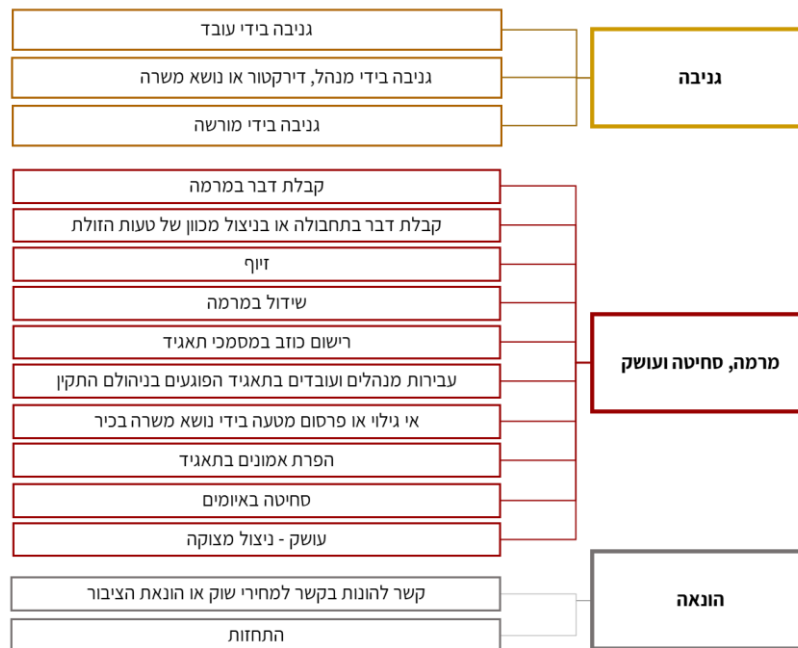 גניבה
גניבה בידי עובד
גניבה בידי מנהל, דירקטור או נושא משרה
גניבה בידי מורשה
מרמה, סחיטה ועושק
קבלת דבר במרמה
קבלת דבר בתחבולה או בניצול מכוון של טעות הזולת
זיוף
שידול במרמה
רישום כוזב במסמכי תאגיד
עבירות מנהלים ועובדים בתאגיד הפוגעים בניהולם התקין
אי גילוי או פרסום מטעה בידי נושא משרה בכיר
הפרת אמונים בתאגיד
סחיטה באיומים
עושק - ניצול מצוקה
הונאה
קשר להונות בקשר למחירי שוק או הונאת הציבור
התחזות